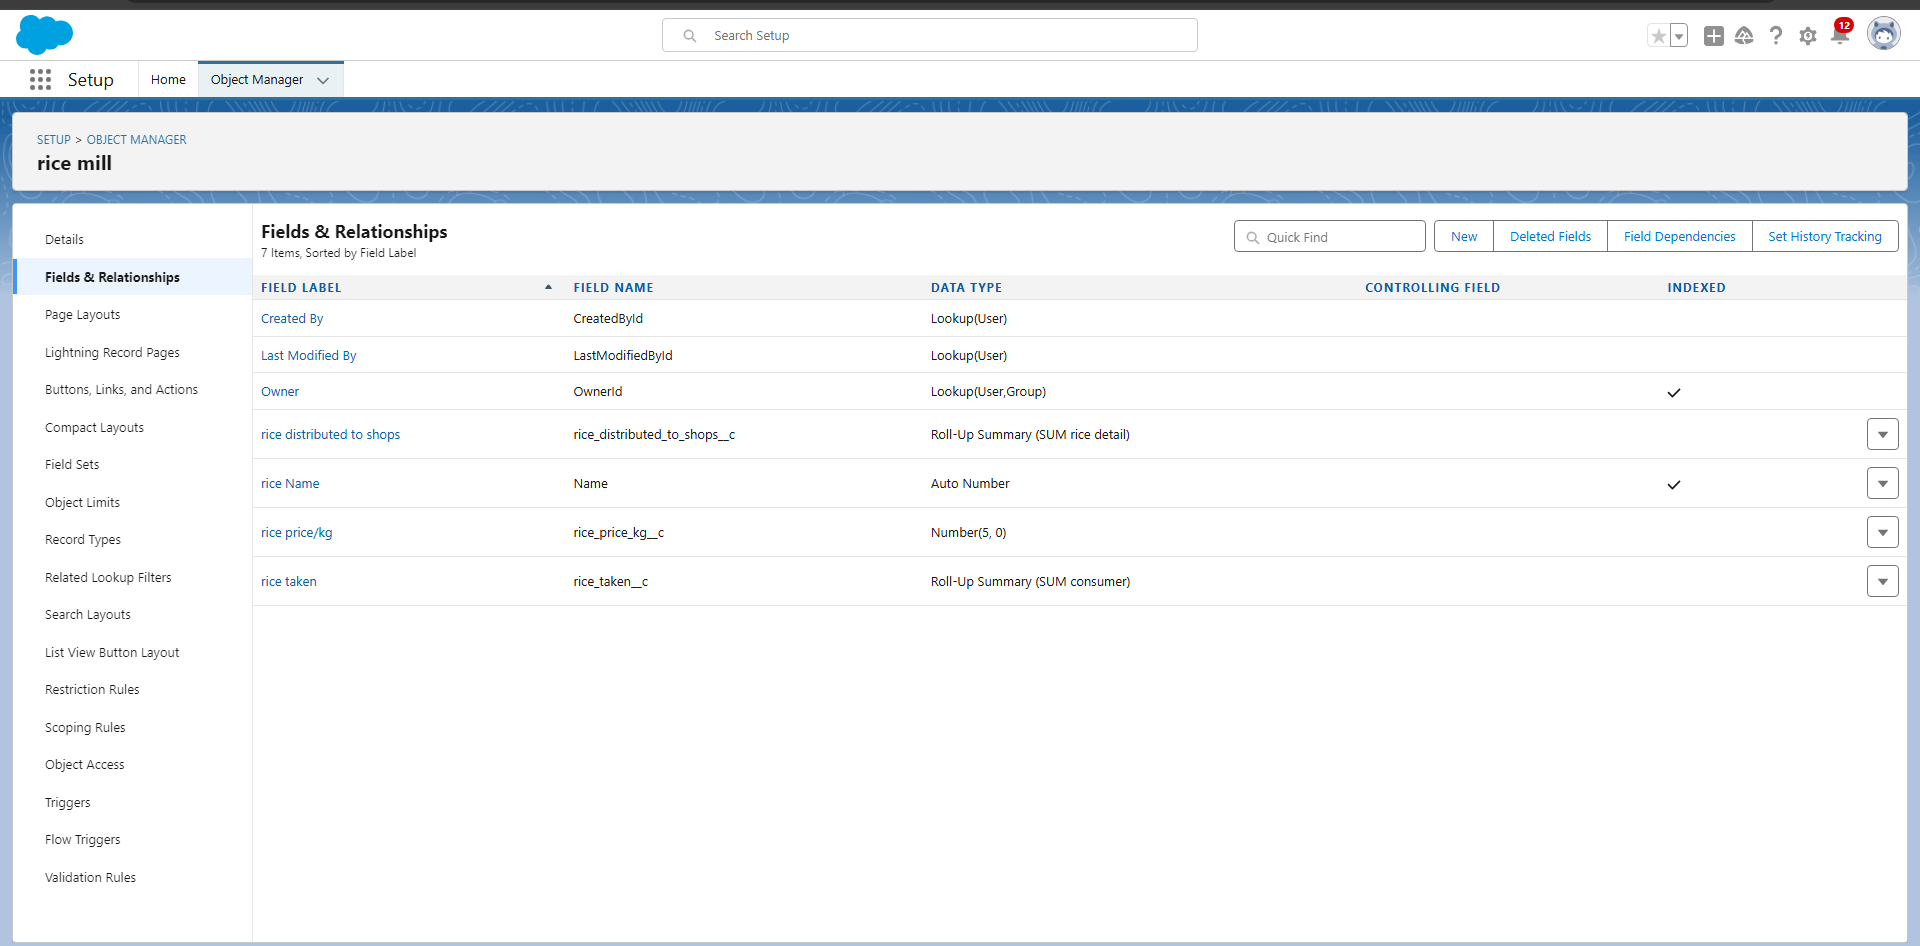 Search Setup
12
Setup
Home
Object Manager
SETUP > OBJECT MANAGER
rice mill
Details
Fields & Relationships
Page Layouts
Lightning Record Pages
Buttons, Links, and Actions
Compact Layouts
Field Sets
Object Limits
Record Types
Related Lookup Filters
Search Layouts
List View Button Layout
Restriction Rules
Scoping Rules
Object Access
Triggers
Flow Triggers
Validation Rules
Fields & Relationships
7 Items, Sorted by Field Label
Quick Find
New
Deleted Fields
Field Dependencies
Set History Tracking
FIELD LABEL FIELD NAME DATA TYPE CONTROLLING FIELD INDEXED
Created By CreatedById Lookup(User)
Last Modified By LastModifiedById Lookup(User)
Owner OwnerId Lookup(User,Group)
rice distributed to shops rice_distributed_to_shops__c Roll-Up Summary (SUM rice detail)
rice Name Name Auto Number
rice price/kg rice_price_kg__c Number(5, 0)
rice taken rice_taken__c Roll-Up Summary (SUM consumer)